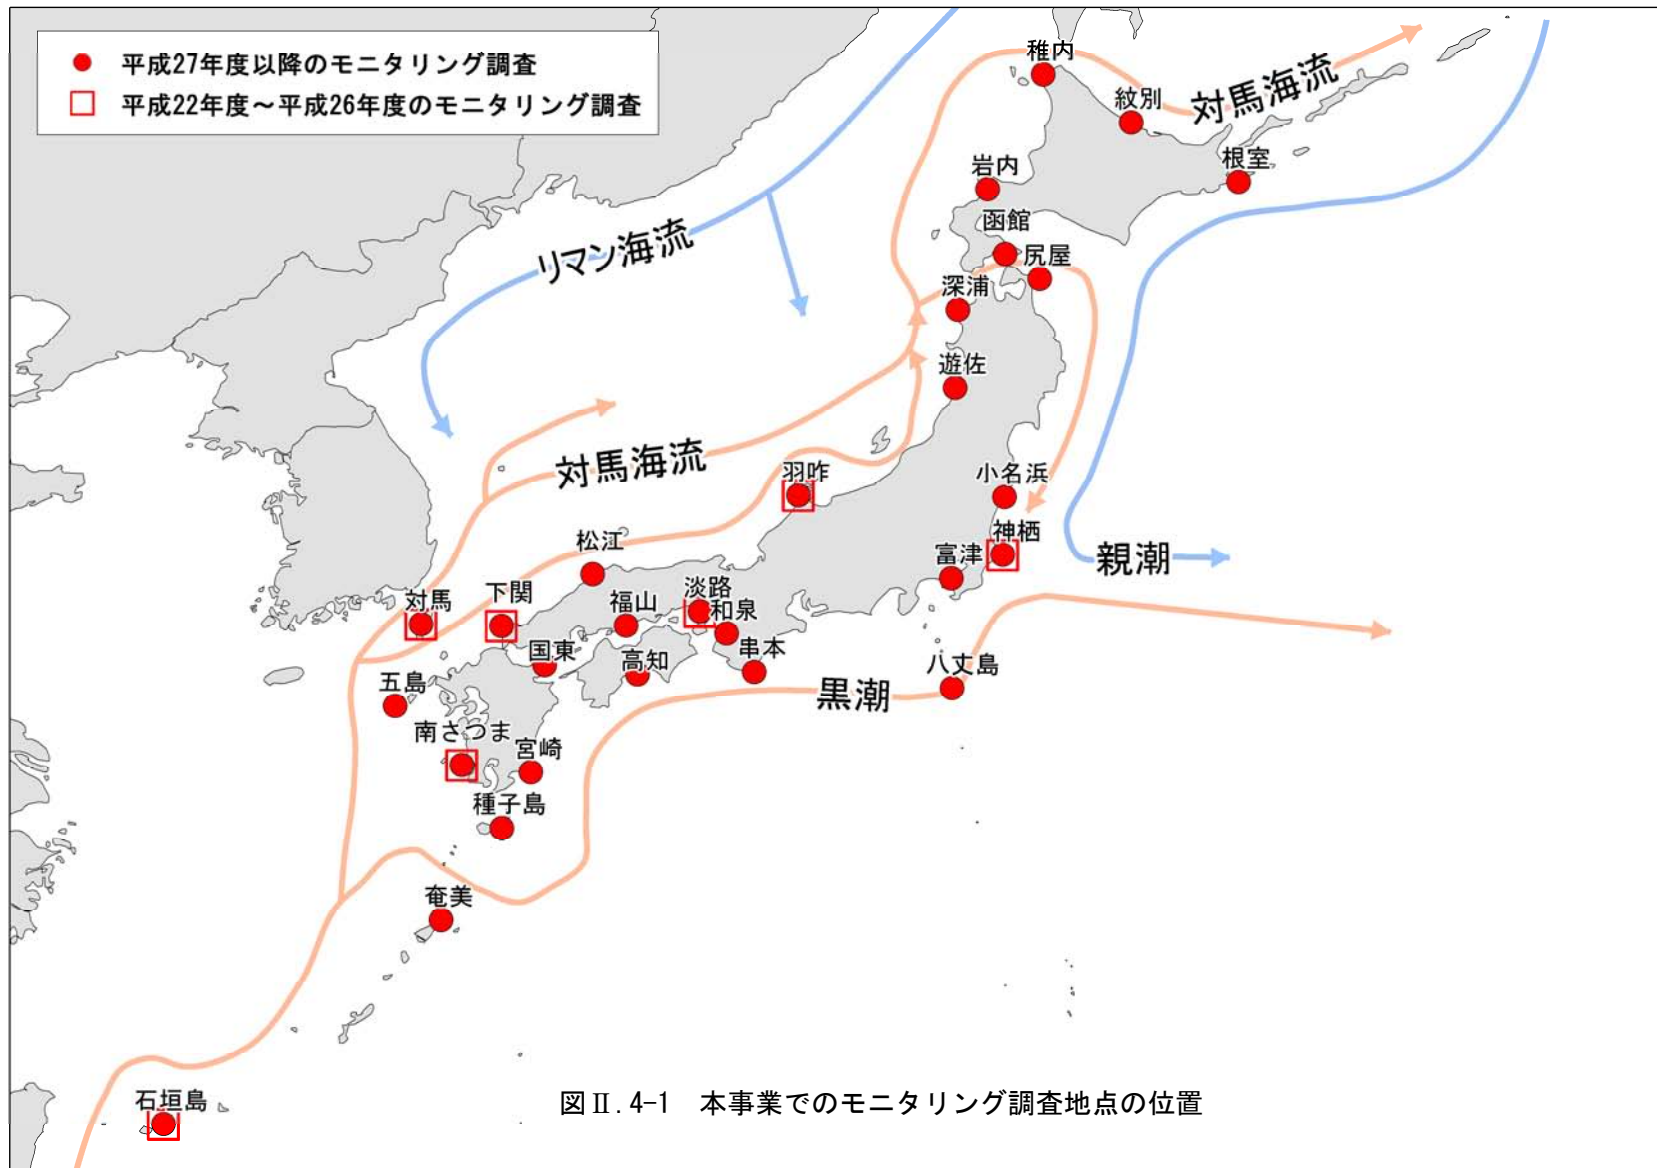 平成27年度以降のモニタリング調査
平成22年度～平成26年度のモニタリング調査
稚内
紋別
対馬海流
根室
岩内
函館
尻屋
リマン海流
深浦
遊佐
対馬海流
羽咋
小名浜
神栖
親潮
富津
松江
下関
対馬
福山
淡路
和泉
国東
高知
串本
八丈島
黒潮
五島
南さつま
宮崎
種子島
奄美
石垣島
図Ⅱ.4-1 本事業でのモニタリング調査地点の位置